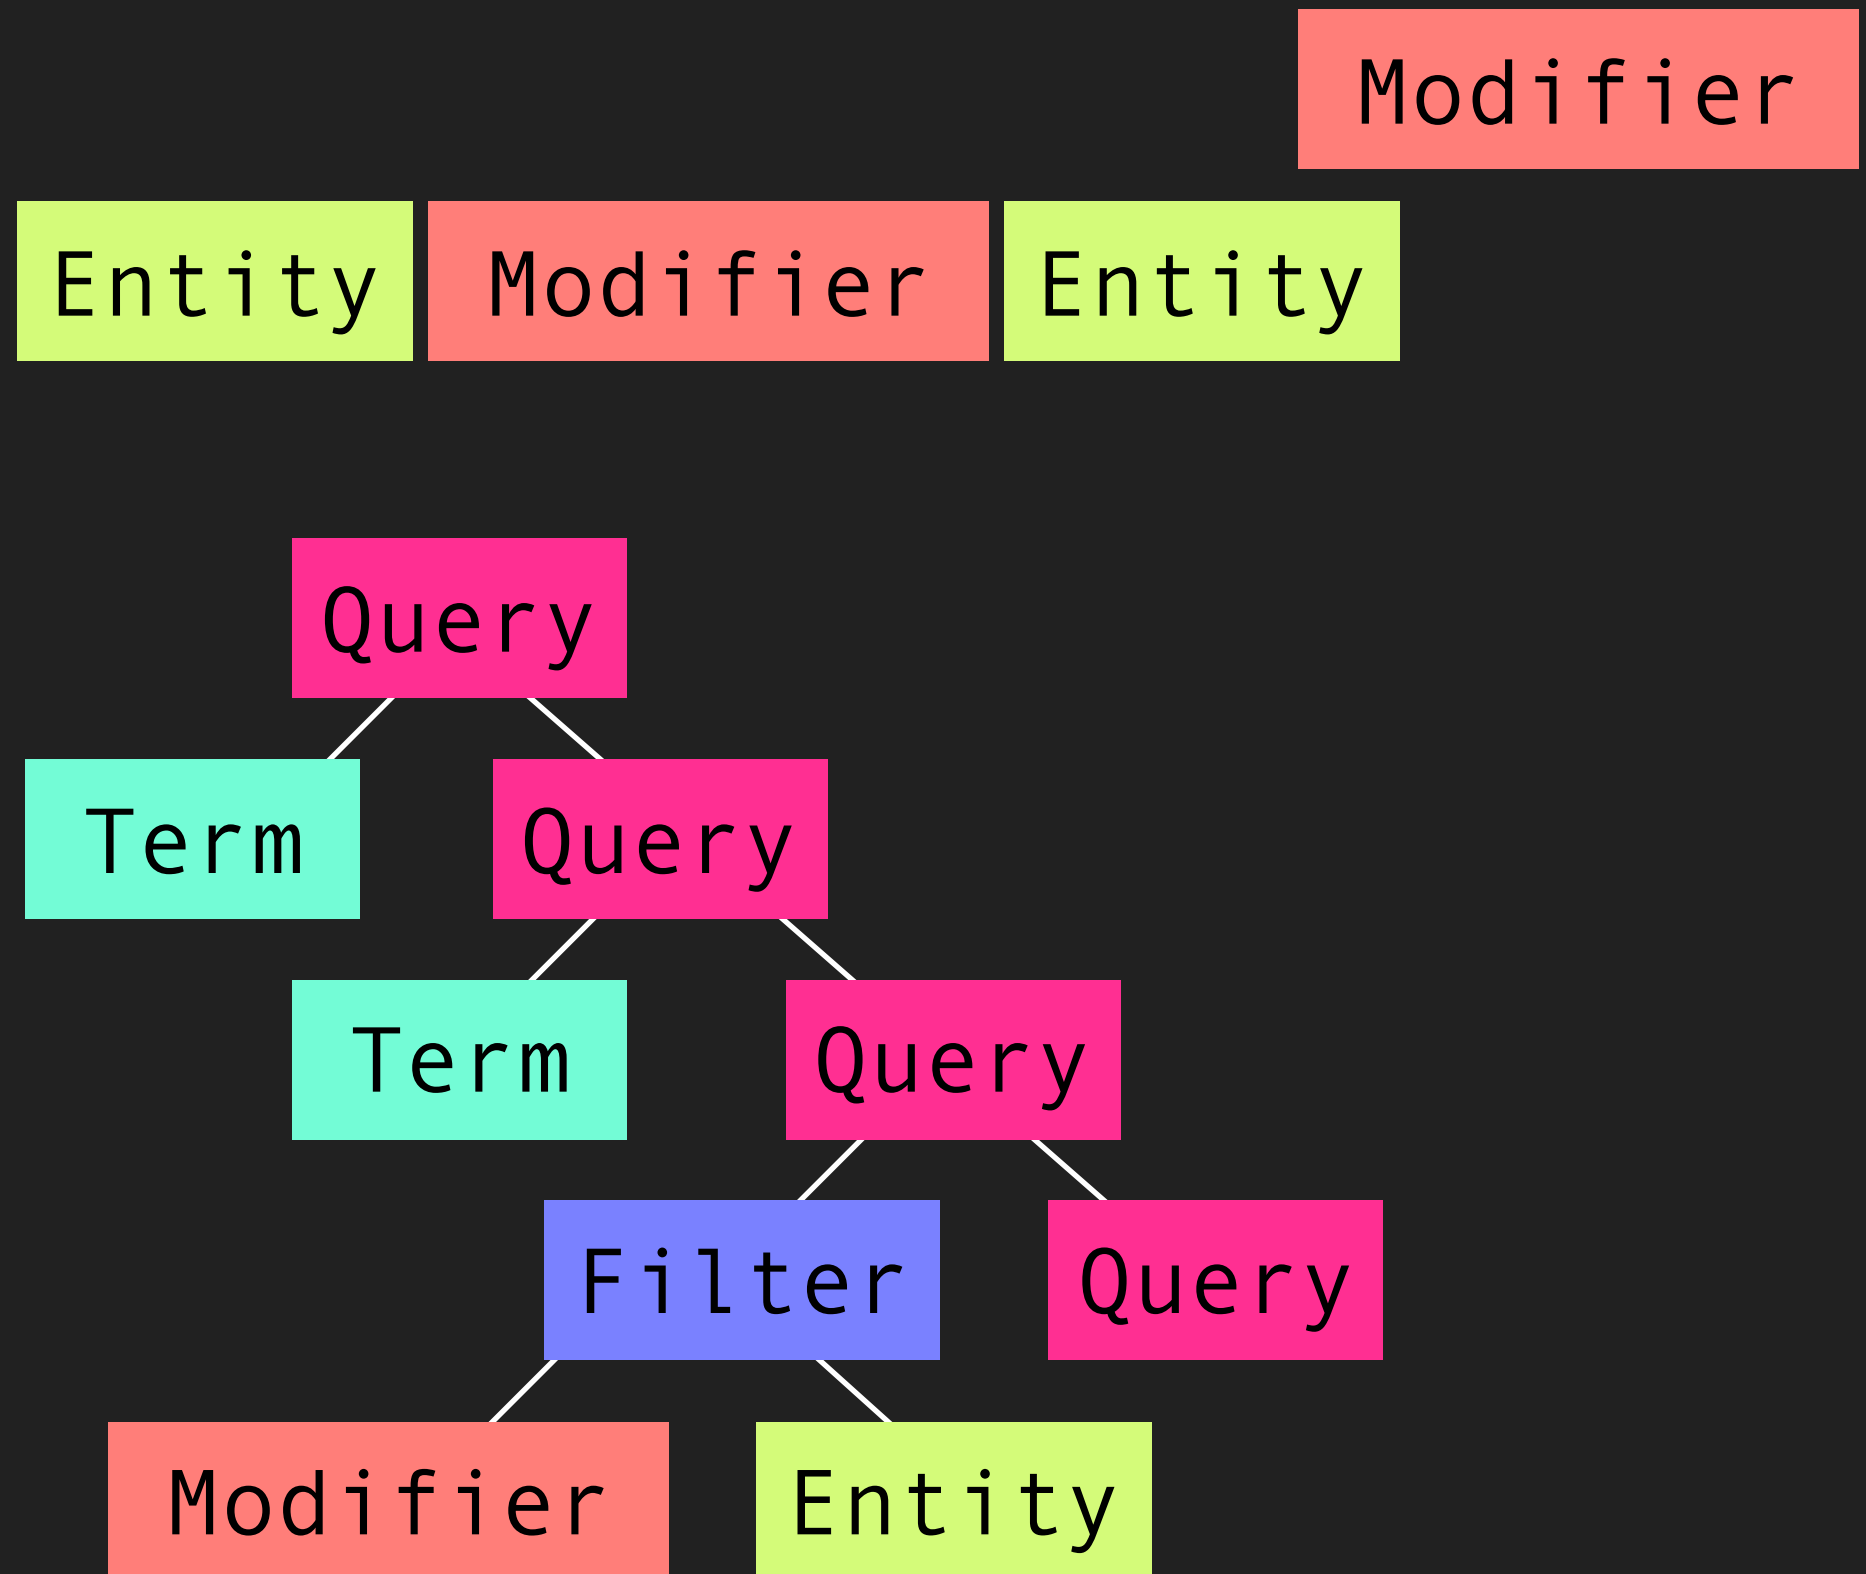 Modifier
Entity Modifier Entity
Query
Term Query
Term Query
Filter Query
Modifier Entity